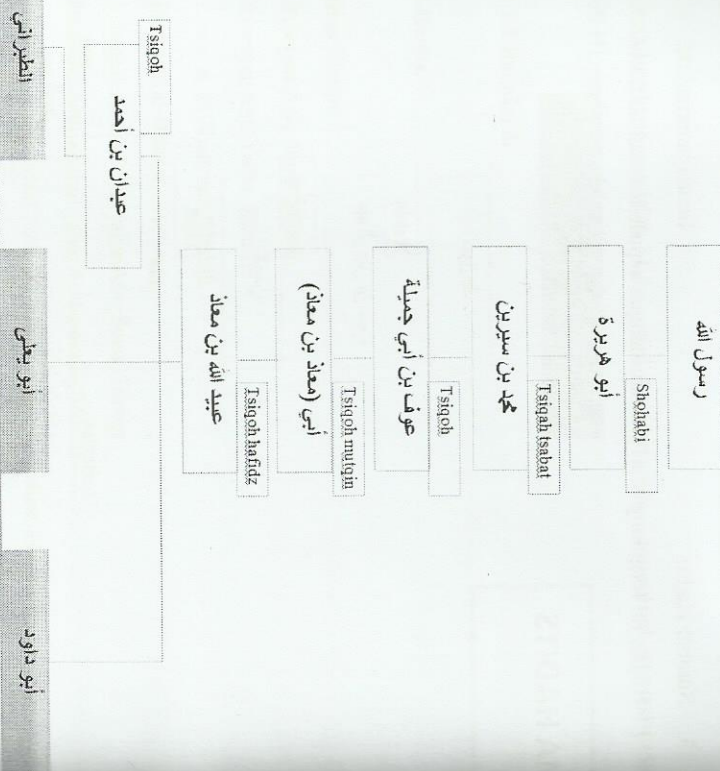 رسول الله
Shohabi
أبو هريرة
Tsiqah tsabat
محمد بن سيرين
Tsiqoh
عوف بن أبي جميلة
Tsiqoh mutqin
أبي (معاذ بن معاذ)
Tsiqoh hafidz
عبيد الله بن معاذ
Tsiqoh
عبدان بن أحمد
الطبراني
أبو يعلى
أبو داود